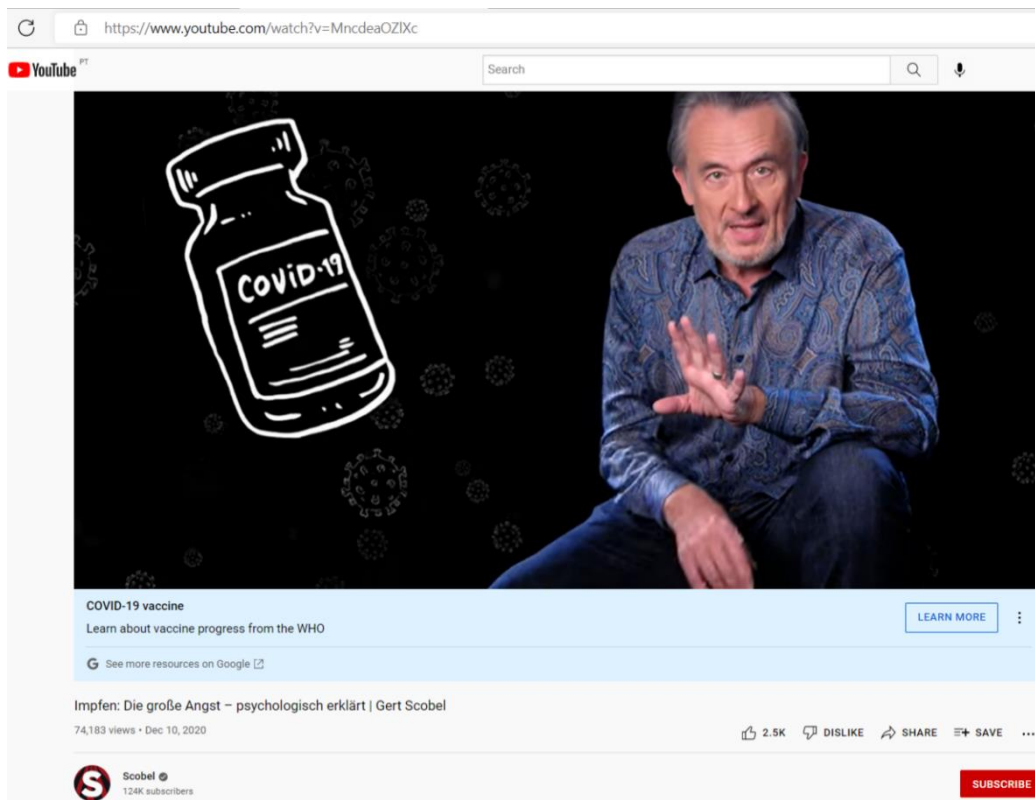 https://www.youtube.com/watch?v=MncdeaOZlXc
YouTube PT
Search
COViD-19
COVID-19 vaccine
Learn about vaccine progress from the WHO
LEARN MORE
G See more resources on Google
Impfen: Die große Angst – psychologisch erklärt | Gert Scobel
74,183 views • Dec 10, 2020
2.5K DISLIKE SHARE SAVE
S
Scobel
124K subscribers
SUBSCRIBE